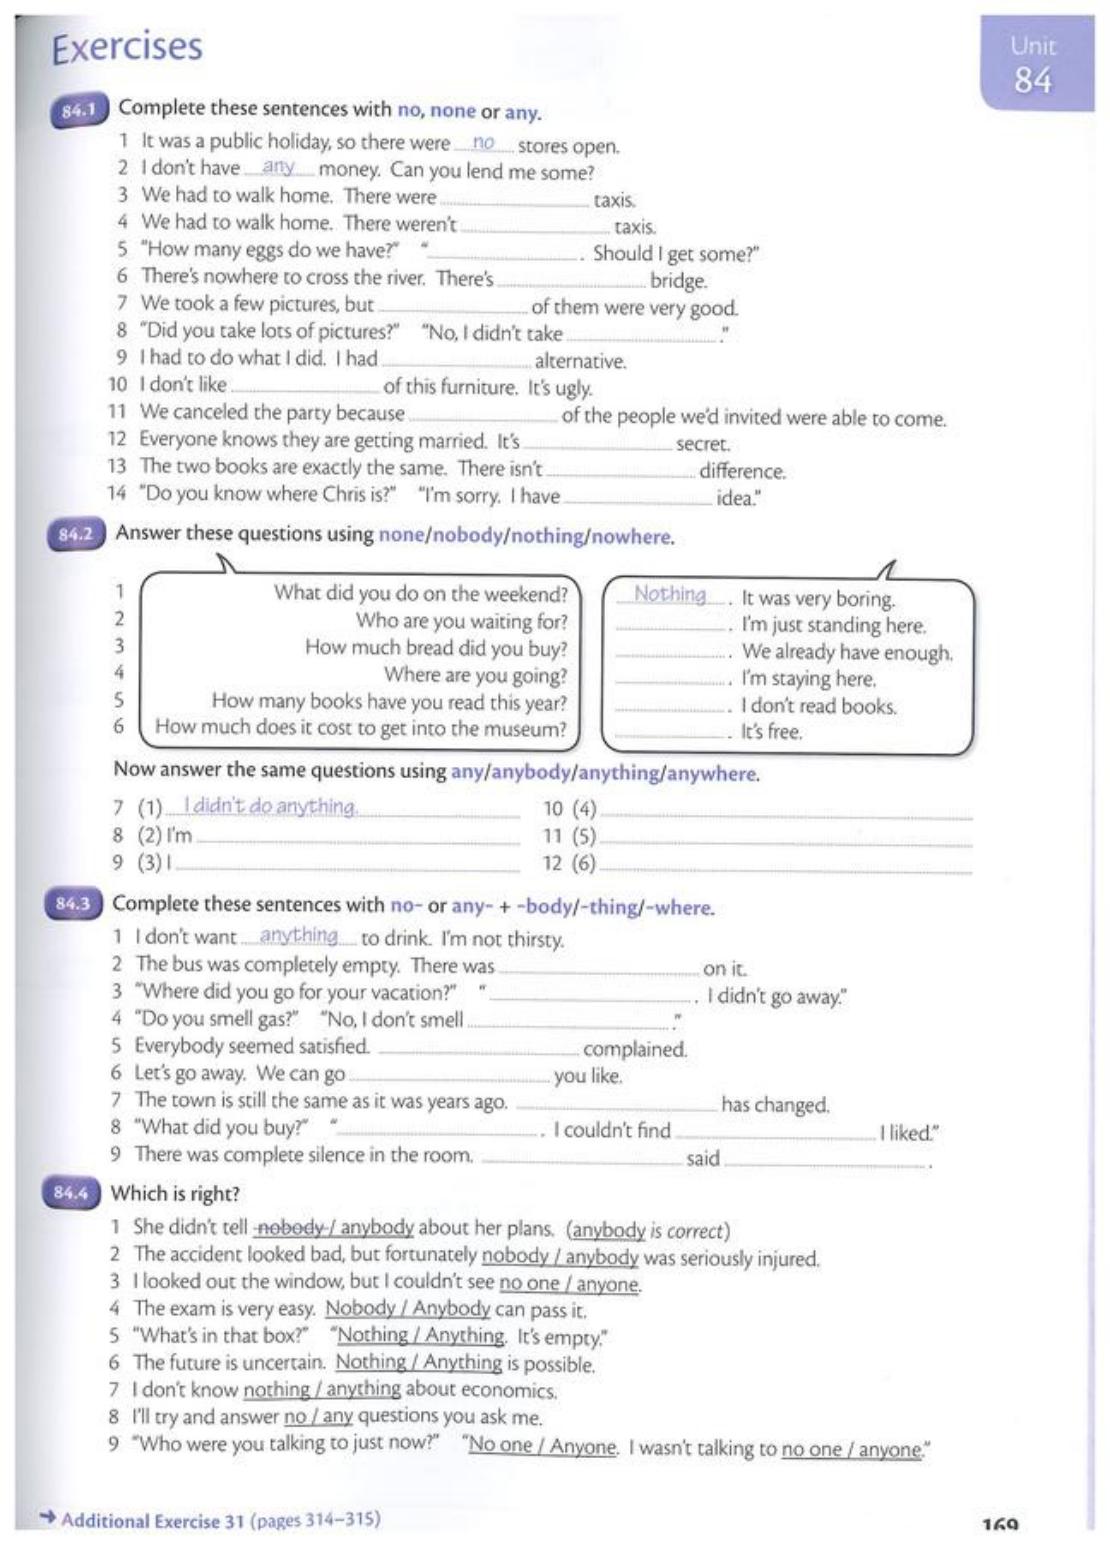 Exercises
Unit
84
84.1 Complete these sentences with no, none or any.
1 It was a public holiday, so there were no stores open.
2 I don't have any money. Can you lend me some?
3 We had to walk home. There were ______ taxis.
4 We had to walk home. There weren't ______ taxis.
5 "How many eggs do we have?" "______. Should I get some?"
6 There's nowhere to cross the river. There's ______ bridge.
7 We took a few pictures, but ______ of them were very good.
8 "Did you take lots of pictures?" "No, I didn't take ______."
9 I had to do what I did. I had ______ alternative.
10 I don't like ______ of this furniture. It's ugly.
11 We canceled the party because ______ of the people we'd invited were able to come.
12 Everyone knows they are getting married. It's ______ secret.
13 The two books are exactly the same. There isn't ______ difference.
14 "Do you know where Chris is?" "I'm sorry. I have ______ idea."
84.2 Answer these questions using none/nobody/nothing/nowhere.
1 What did you do on the weekend? Nothing. It was very boring.
2 Who are you waiting for? ______. I'm just standing here.
3 How much bread did you buy? ______. We already have enough.
4 Where are you going? ______. I'm staying here.
5 How many books have you read this year? ______. I don't read books.
6 How much does it cost to get into the museum? ______. It's free.
Now answer the same questions using any/anybody/anything/anywhere.
7 (1) I didn't do anything. 10 (4) ______
8 (2) I'm ______ 11 (5) ______
9 (3) I ______ 12 (6) ______
84.3 Complete these sentences with no- or any- + -body/-thing/-where.
1 I don't want anything to drink. I'm not thirsty.
2 The bus was completely empty. There was ______ on it.
3 "Where did you go for your vacation?" "______. I didn't go away."
4 "Do you smell gas?" "No, I don't smell ______."
5 Everybody seemed satisfied. ______ complained.
6 Let's go away. We can go ______ you like.
7 The town is still the same as it was years ago. ______ has changed.
8 "What did you buy?" "______. I couldn't find ______ I liked."
9 There was complete silence in the room. ______ said ______.
84.4 Which is right?
1 She didn't tell nobody / anybody about her plans. (anybody is correct)
2 The accident looked bad, but fortunately nobody / anybody was seriously injured.
3 I looked out the window, but I couldn't see no one / anyone.
4 The exam is very easy. Nobody / Anybody can pass it.
5 "What's in that box?" "Nothing / Anything. It's empty."
6 The future is uncertain. Nothing / Anything is possible.
7 I don't know nothing / anything about economics.
8 I'll try and answer no / any questions you ask me.
9 "Who were you talking to just now?" "No one / Anyone. I wasn't talking to no one / anyone."
→ Additional Exercise 31 (pages 314–315)
169